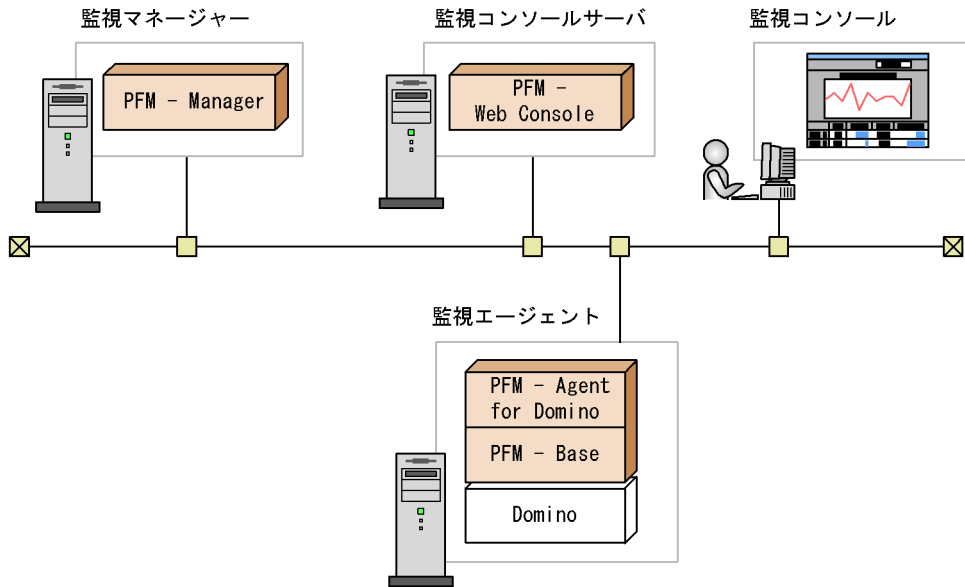 監視マネージャー
監視コンソールサーバ
監視コンソール
PFM - Manager
PFM -
Web Console
監視エージェント
PFM - Agent
for Domino
PFM - Base
Domino